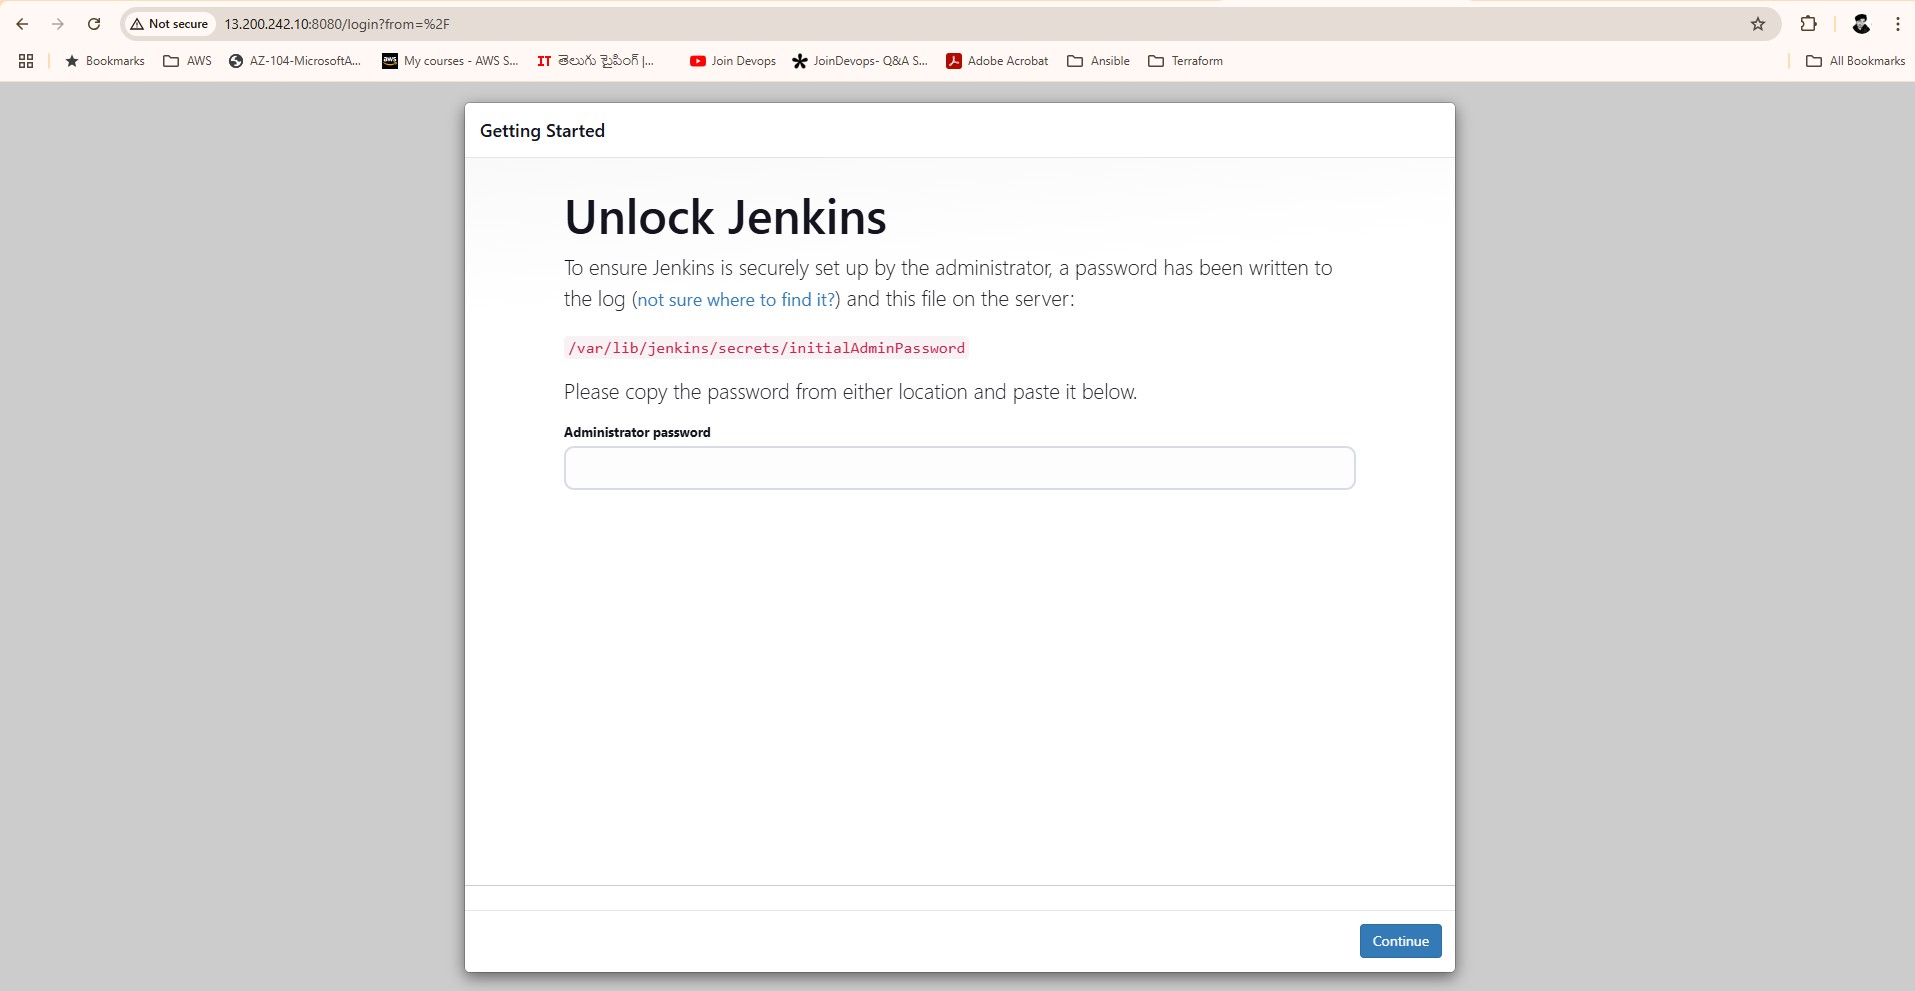 Not secure 13.200.242.10:8080/login?from=%2F
Bookmarks AWS AZ-104-MicrosoftA... My courses - AWS S... IT తెలుగు టైపింగ్ |... Join Devops JoinDevops- Q&A S... Adobe Acrobat Ansible Terraform All Bookmarks
Getting Started
Unlock Jenkins
To ensure Jenkins is securely set up by the administrator, a password has been written to
the log (not sure where to find it?) and this file on the server:
/var/lib/jenkins/secrets/initialAdminPassword
Please copy the password from either location and paste it below.
Administrator password
Continue